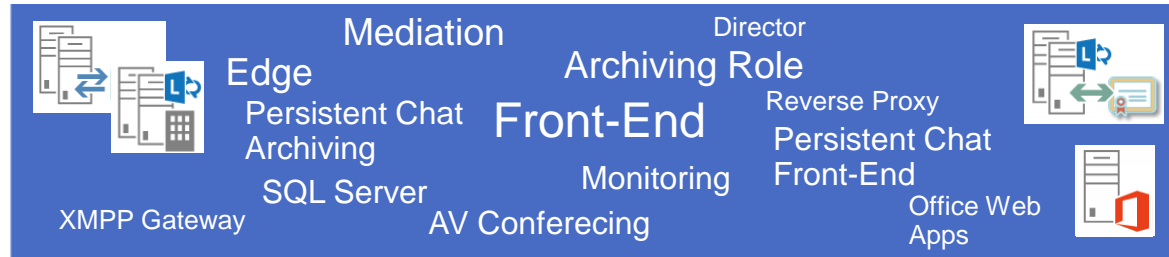 Mediation
Director
Edge
Archiving Role
Persistent Chat
Archiving
Front-End
Reverse Proxy
Persistent Chat
Front-End
SQL Server
Monitoring
XMPP Gateway
AV Conferecing
Office Web
Apps